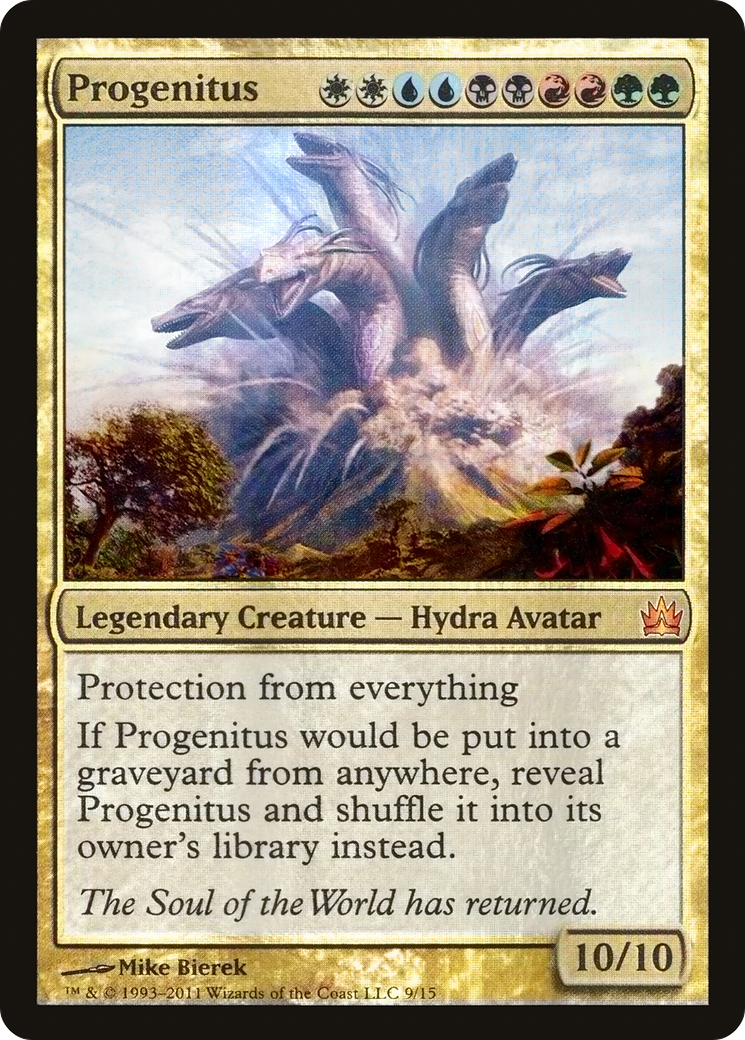 Progenitus
Legendary Creature — Hydra Avatar
Protection from everything
If Progenitus would be put into a
graveyard from anywhere, reveal
Progenitus and shuffle it into its
owner's library instead.
The Soul of the World has returned.
10/10
Mike Bierek
™ & © 1993–2011 Wizards of the Coast LLC 9/15